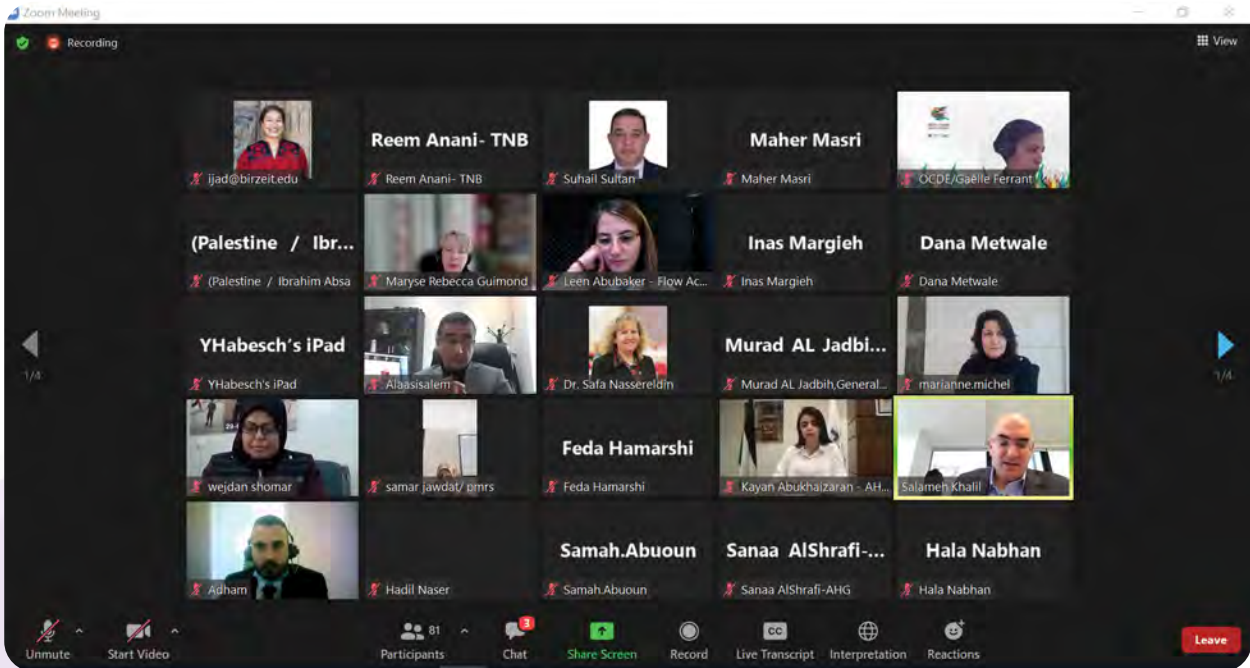 Zoom Meeting
Recording
View
ijad@birzeit.edu
Reem Anani- TNB
Reem Anani- TNB
Suhail Sultan
Maher Masri
Maher Masri
OCDE/Gaëlle Ferrant
(Palestine / Ibr...
(Palestine / Ibrahim Absa
Maryse Rebecca Guimond
Leen Abubaker - Flow Ac...
Inas Margieh
Inas Margieh
Dana Metwale
Dana Metwale
YHabesch's iPad
YHabesch's iPad
Alaasisalem
Dr. Safa Nassereldin
Murad AL Jadbi...
Murad AL Jadbih,General...
marianne.michel
1/4
1/4
wejdan shomar
samar jawdat/ pmrs
Feda Hamarshi
Feda Hamarshi
Kayan Abukhaizaran - AH...
Salameh Khalil
Adham
Hadil Naser
Samah.Abuoun
Samah.Abuoun
Sanaa AlShrafi-...
Sanaa AlShrafi-AHG
Hala Nabhan
Hala Nabhan
Unmute
Start Video
81
Participants
3
Chat
Share Screen
Record
CC
Live Transcript
Interpretation
Reactions
Leave